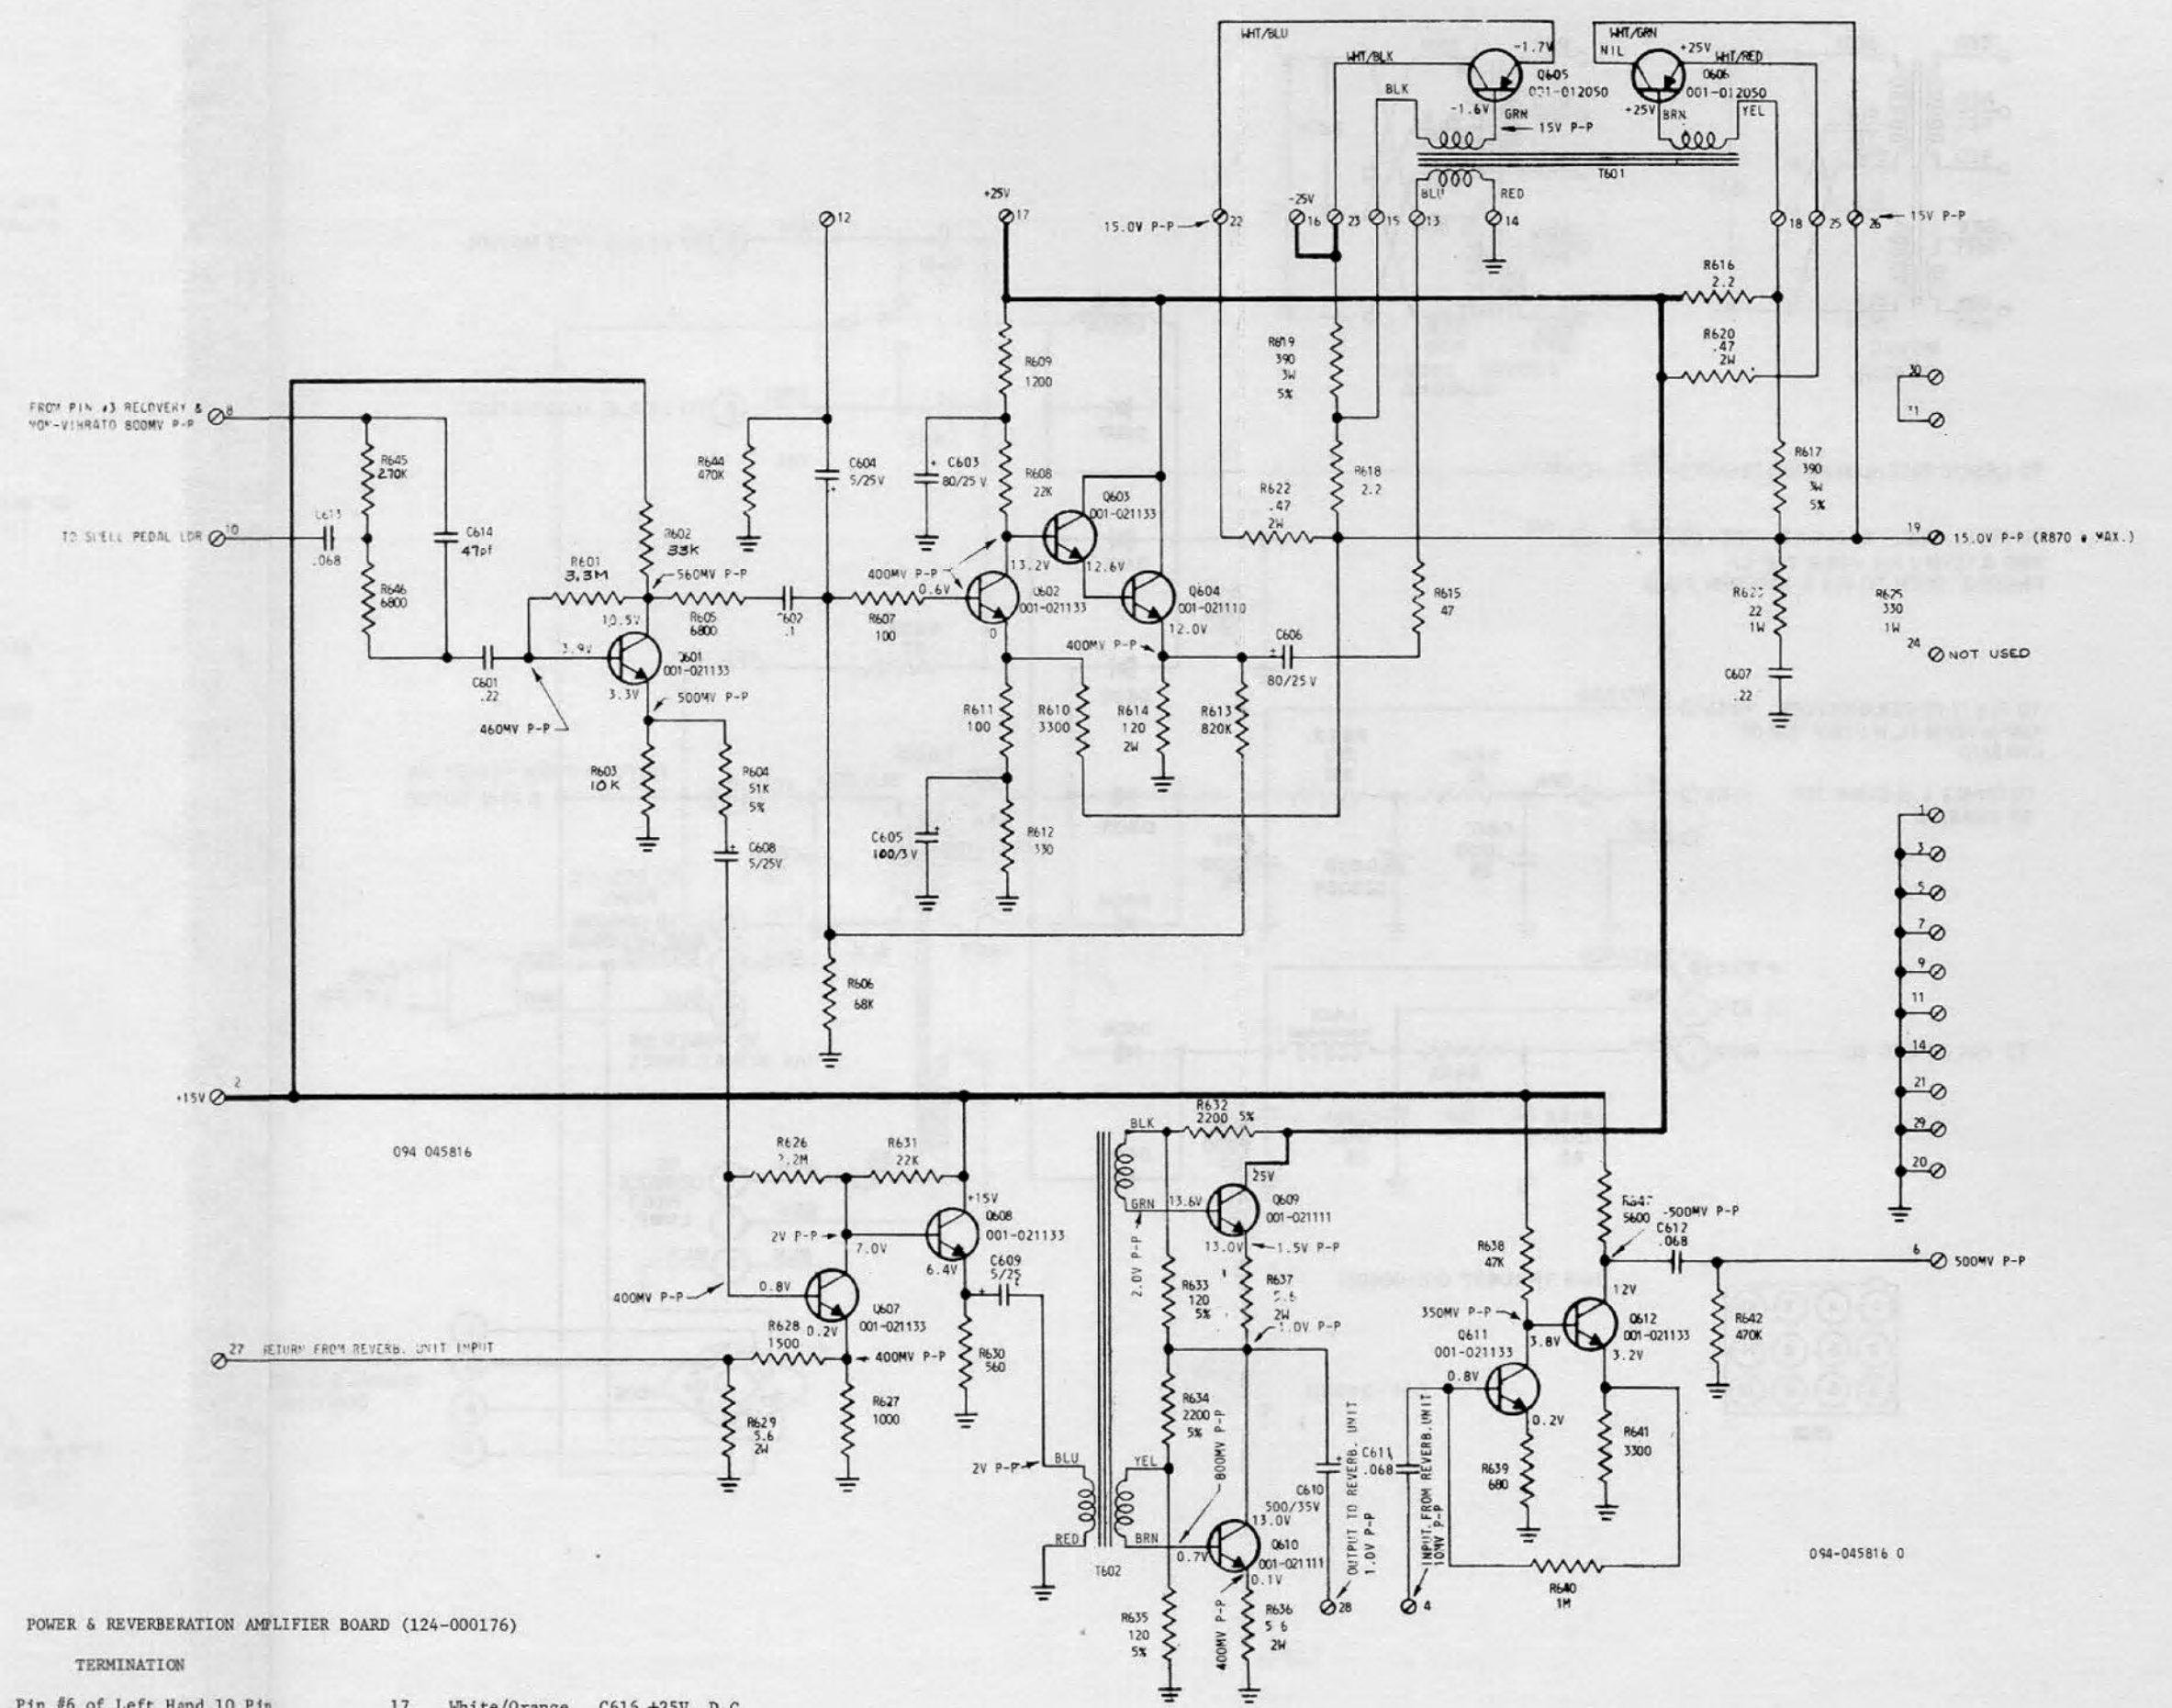 WHT/BLU
WHT/BLK
-1.7V
Q605
BLK
-1.6V
GRN
15V P-P
WHT/GRN
NIL
+25V
WHT/RED
Q606
001-012050
+25V
BRN
YEL
T601
BLU
RED
+25V
-25V
12
17
15.0V P-P
22
16
23
15
13
14
18
25
26
15V P-P
R616
2.2
R620
.47
2W
R609
1200
R619
390
3W
5%
30
FROM PIN #3 RECOVERY &
NON-VIBRATO 800MV P-P
8
R645
270K
R644
470K
C604
5/25V
C603
80/25 V
R608
22K
Q603
001-021133
R618
2.2
R622
.47
2W
R617
390
3W
5%
TO SWELL PEDAL LDR
10
C613
.068
C614
47pf
R602
33K
R601
3.3M
560MV P-P
400MV P-P
0.6V
13.2V
12.6V
19
15.0V P-P (R870 @ MAX.)
R646
6800
10.5V
R605
6800
C602
.1
R607
100
Q602
001-021133
0
Q604
001-021110
12.0V
R615
47
22
1W
R625
330
1W
24
NOT USED
3.9V
Q601
001-021133
3.3V
500MV P-P
C601
.22
460MV P-P
400MV P-P
C606
80/25 V
C607
.22
R611
100
R610
3300
R614
120
2W
R613
820K
R603
10K
R604
51K
5%
C608
5/25V
C605
100/3 V
R612
330
1
3
5
7
9
11
14
21
29
20
R606
68K
+15V
2
094 045816
R626
R631
22K
BLK
R632
2200 5%
+15V
Q608
001-021133
2V P-P
7.0V
6.4V
C609
5/25
GRN
13.6V
25V
Q609
001-021111
13.0V
1.5V P-P
2.0V P-P
R633
120
5%
R637
2W
1.0V P-P
400MV P-P
0.8V
Q607
001-021133
0.2V
R628
1500
400MV P-P
27
RETURN FROM REVERB. UNIT INPUT
R630
560
R629
5.6
2W
R627
1000
R634
2200
5%
800MV P-P
2V P-P
BLU
YEL
RED
BRN
T602
0.7V
13.0V
Q610
001-021111
0.1V
C610
500/35V
R635
120
5%
400MV P-P
R636
5 6
2W
OUTPUT TO REVERB. UNIT
1.0V P-P
28
C611
.068
INPUT FROM REVERB.UNIT
10MV P-P
4
R638
47K
350MV P-P
Q611
001-021133
0.8V
3.8V
0.2V
5600
500MV P-P
C612
.068
12V
Q612
001-021133
3.2V
6
500MV P-P
R642
470K
R639
680
R641
3300
R640
1M
094-045816 0
POWER & REVERBERATION AMPLIFIER BOARD (124-000176)
TERMINATION
Pin #6 of Left Hand 10 Pin
17 White/Orange C616 +25V D.C.